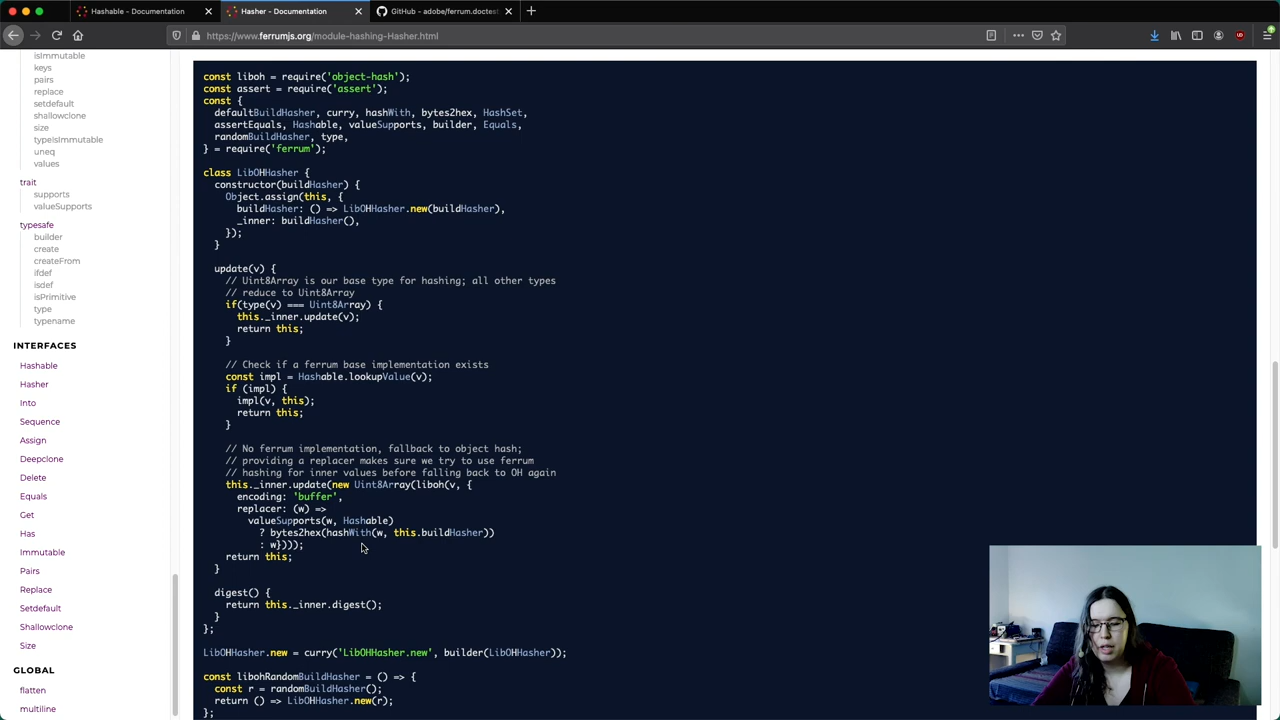 Hashable - Documentation
Hasher - Documentation
GitHub - adobe/ferrum.doctest
https://www.ferrumjs.org/module-hashing-Hasher.html
isImmutable
keys
pairs
replace
setdefault
shallowclone
size
typeIsImmutable
uneq
values
trait
supports
valueSupports
typesafe
builder
create
createFrom
ifdef
isdef
isPrimitive
type
typename
INTERFACES
Hashable
Hasher
Into
Sequence
Assign
Deepclone
Delete
Equals
Get
Has
Immutable
Pairs
Replace
Setdefault
Shallowclone
Size
GLOBAL
flatten
multiline
const liboh = require('object-hash');
const assert = require('assert');
const {
defaultBuildHasher, curry, hashWith, bytes2hex, HashSet,
assertEquals, Hashable, valueSupports, builder, Equals,
randomBuildHasher, type,
} = require('ferrum');
class LibOHHasher {
constructor(buildHasher) {
Object.assign(this, {
buildHasher: () => LibOHHasher.new(buildHasher),
_inner: buildHasher(),
});
}
update(v) {
// Uint8Array is our base type for hashing; all other types
// reduce to Uint8Array
if(type(v) === Uint8Array) {
this._inner.update(v);
return this;
}
// Check if a ferrum base implementation exists
const impl = Hashable.lookupValue(v);
if (impl) {
impl(v, this);
return this;
}
// No ferrum implementation, fallback to object hash;
// providing a replacer makes sure we try to use ferrum
// hashing for inner values before falling back to OH again
this._inner.update(new Uint8Array(liboh(v, {
encoding: 'buffer',
replacer: (w) =>
valueSupports(w, Hashable)
? bytes2hex(hashWith(w, this.buildHasher))
: w})));
return this;
}
digest() {
return this._inner.digest();
}
};
LibOHHasher.new = curry('LibOHHasher.new', builder(LibOHHasher));
const libohRandomBuildHasher = () => {
const r = randomBuildHasher();
return () => LibOHHasher.new(r);
};